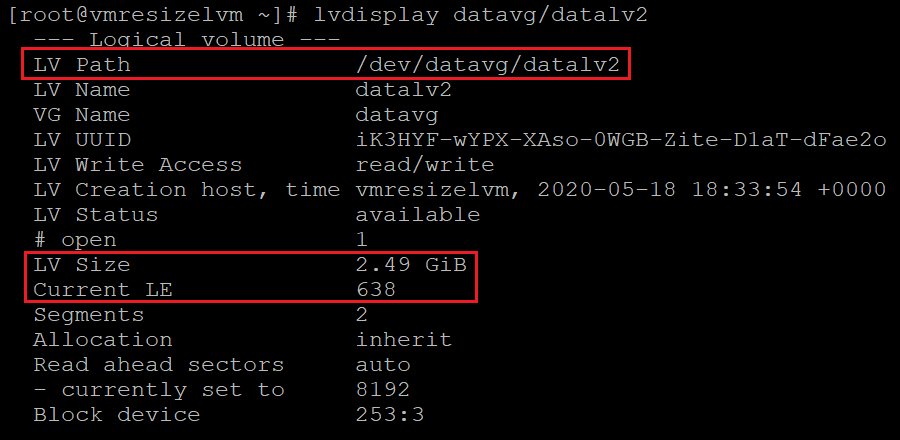 [root@vmresizelvm ~]# lvdisplay datavg/datalv2
--- Logical volume ---
LV Path                /dev/datavg/datalv2
LV Name                datalv2
VG Name                datavg
LV UUID                iK3HYF-wYPX-XAso-0WGB-Zite-D1aT-dFae2o
LV Write Access        read/write
LV Creation host, time vmresizelvm, 2020-05-18 18:33:54 +0000
LV Status              available
# open                 1
LV Size                2.49 GiB
Current LE             638
Segments               2
Allocation             inherit
Read ahead sectors     auto
- currently set to     8192
Block device           253:3